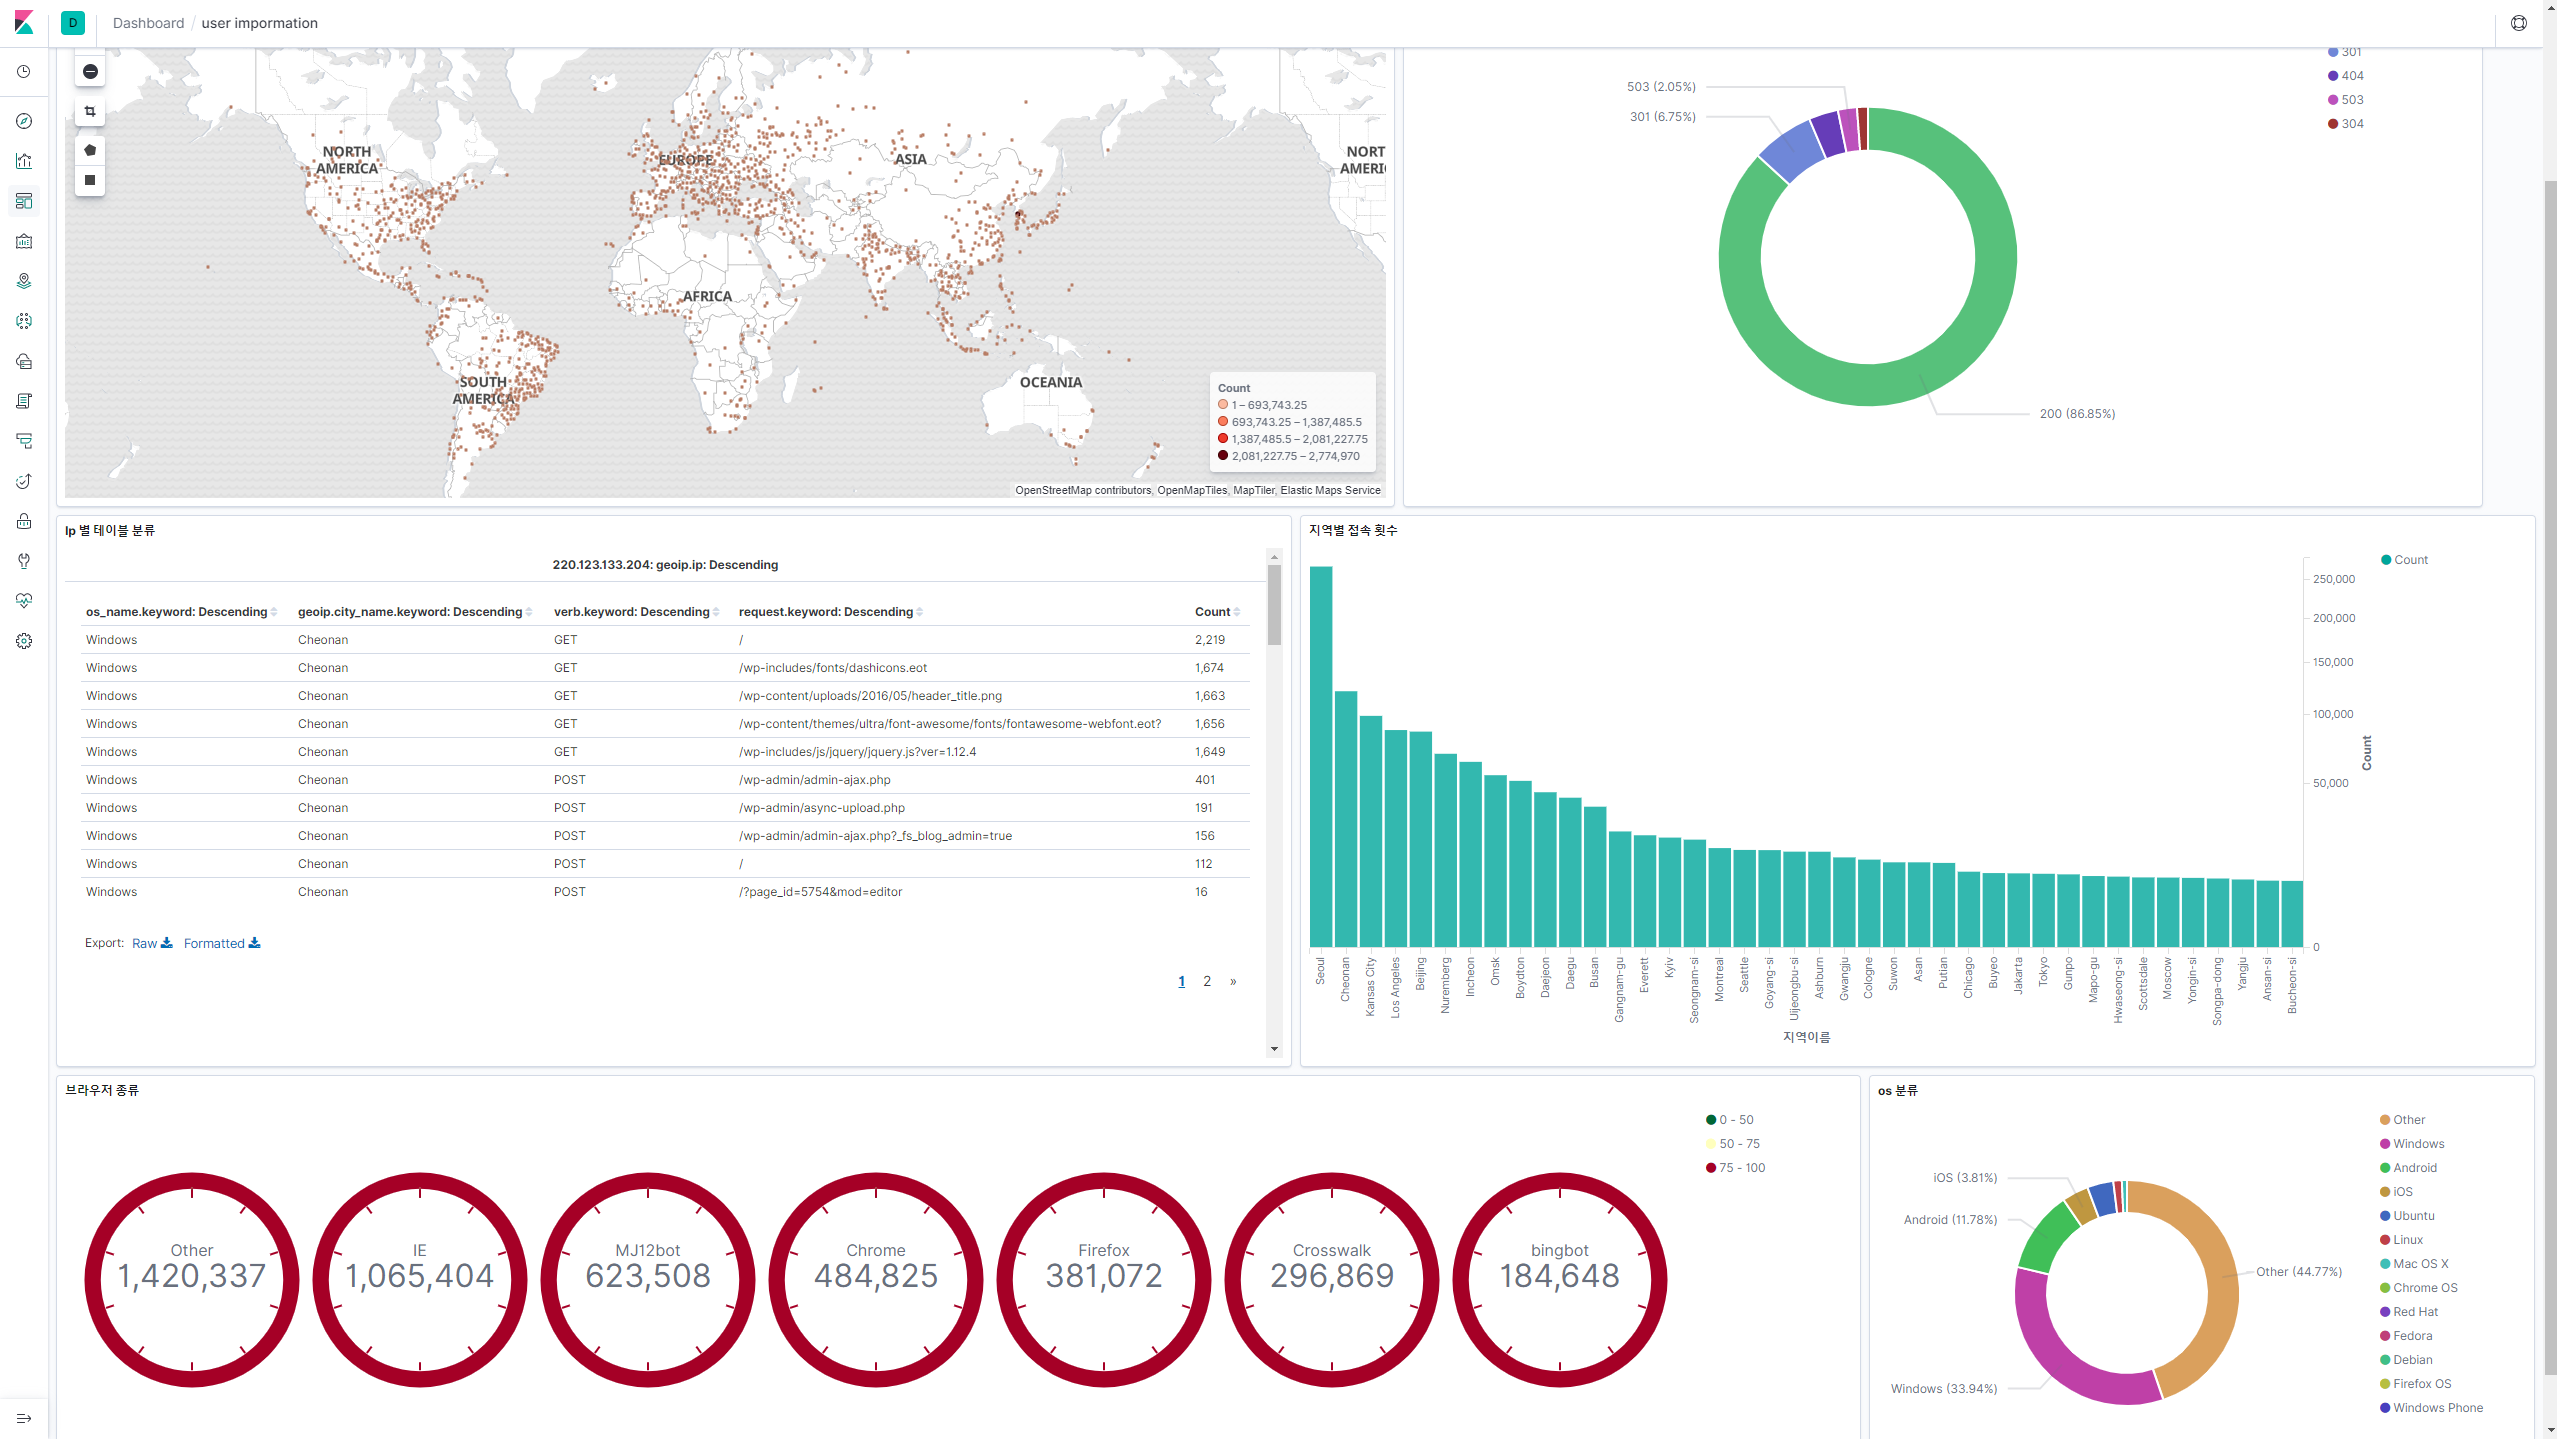 D Dashboard / user impormation
NORTH
AMERICA
EUROPE
ASIA
NORT
AMERI
AFRICA
SOUTH
AMERICA
OCEANIA
Count
1 – 693,743.25
693,743.25 – 1,387,485.5
1,387,485.5 – 2,081,227.75
2,081,227.75 – 2,774,970
OpenStreetMap contributors, OpenMapTiles, MapTiler, Elastic Maps Service
503 (2.05%)
301 (6.75%)
200 (86.85%)
301
404
503
304
Ip 별 테이블 분류
220.123.133.204: geoip.ip: Descending
os_name.keyword: Descending geoip.city_name.keyword: Descending verb.keyword: Descending request.keyword: Descending Count
Windows Cheonan GET / 2,219
Windows Cheonan GET /wp-includes/fonts/dashicons.eot 1,674
Windows Cheonan GET /wp-content/uploads/2016/05/header_title.png 1,663
Windows Cheonan GET /wp-content/themes/ultra/font-awesome/fonts/fontawesome-webfont.eot? 1,656
Windows Cheonan GET /wp-includes/js/jquery/jquery.js?ver=1.12.4 1,649
Windows Cheonan POST /wp-admin/admin-ajax.php 401
Windows Cheonan POST /wp-admin/async-upload.php 191
Windows Cheonan POST /wp-admin/admin-ajax.php?_fs_blog_admin=true 156
Windows Cheonan POST / 112
Windows Cheonan POST /?page_id=5754&mod=editor 16
Export: Raw Formatted
1 2 »
지역별 접속 횟수
Count
250,000
200,000
150,000
100,000
50,000
0
Count
Seoul
Cheonan
Kansas City
Los Angeles
Beijing
Nuremberg
Incheon
Omsk
Boydton
Daejeon
Daegu
Busan
Gangnam-gu
Everett
Kyiv
Seongnam-si
Montreal
Seattle
Goyang-si
Uijeongbu-si
Ashburn
Gwangju
Cologne
Suwon
Asan
Putian
Chicago
Buyeo
Jakarta
Tokyo
Gunpo
Mapo-gu
Hwaseong-si
Scottsdale
Moscow
Yongin-si
Songpa-dong
Yangju
Ansan-si
Bucheon-si
지역이름
브라우저 종류
0 - 50
50 - 75
75 - 100
Other
1,420,337
IE
1,065,404
MJ12bot
623,508
Chrome
484,825
Firefox
381,072
Crosswalk
296,869
bingbot
184,648
os 분류
iOS (3.81%)
Android (11.78%)
Other (44.77%)
Windows (33.94%)
Other
Windows
Android
iOS
Ubuntu
Linux
Mac OS X
Chrome OS
Red Hat
Fedora
Debian
Firefox OS
Windows Phone